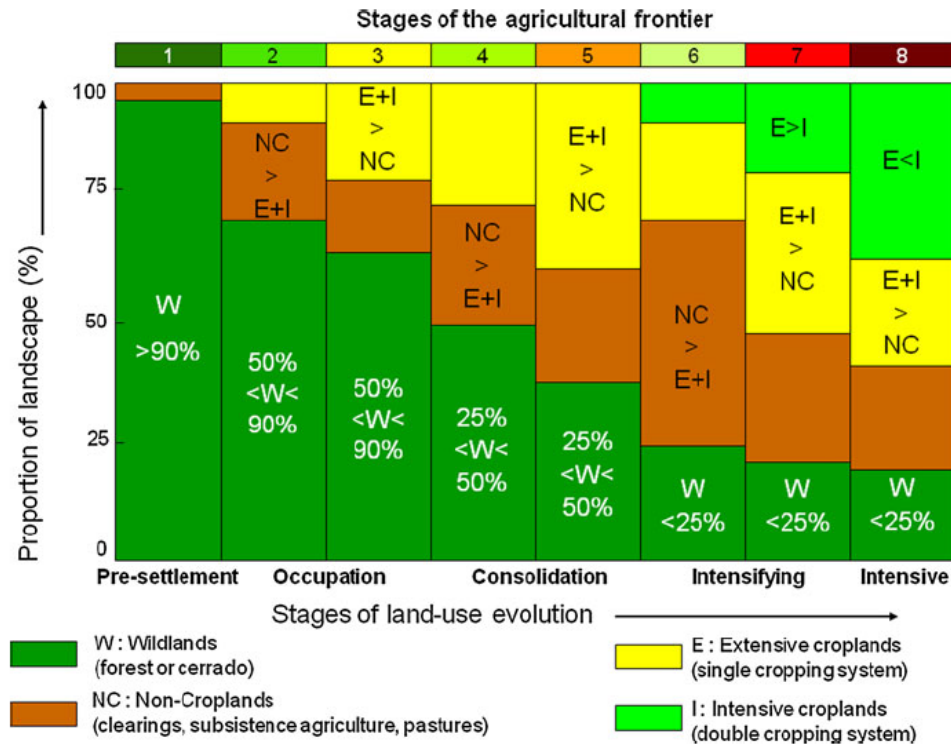 Stages of the agricultural frontier
1 2 3 4 5 6 7 8
Proportion of landscape (%)
100
75
50
25
0
W
>90%
NC
>
E+I
50%
<W<
90%
E+I
>
NC
50%
<W<
90%
NC
>
E+I
25%
<W<
50%
E+I
>
NC
25%
<W<
50%
NC
>
E+I
W
<25%
E>I
E+I
>
NC
W
<25%
E<I
E+I
>
NC
W
<25%
Pre-settlement Occupation Consolidation Intensifying Intensive
Stages of land-use evolution
W : Wildlands
(forest or cerrado)
NC : Non-Croplands
(clearings, subsistence agriculture, pastures)
E : Extensive croplands
(single cropping system)
I : Intensive croplands
(double cropping system)